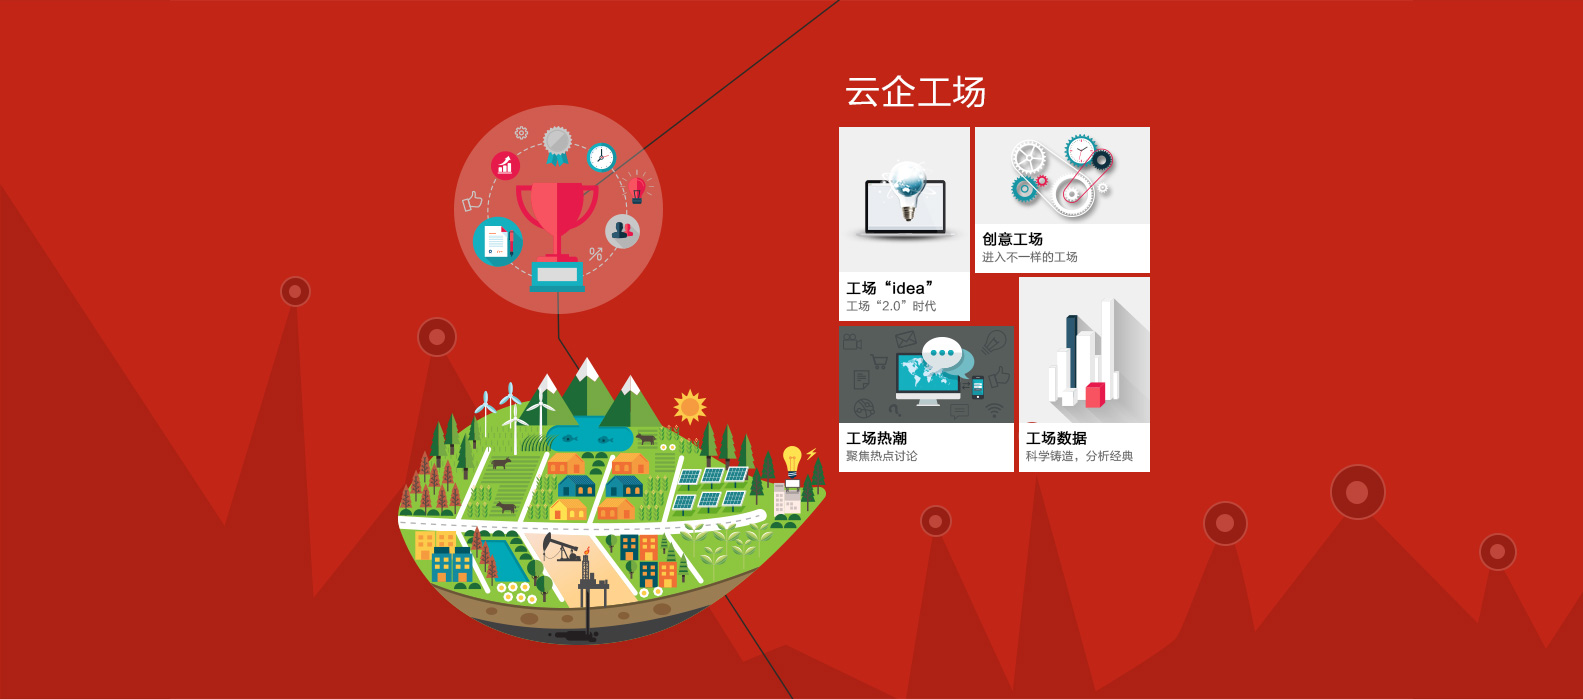 云企工场
创意工场
进入不一样的工场
工场“idea”
工场“2.0”时代
工场热潮
聚焦热点讨论
工场数据
科学铸造，分析经典
%